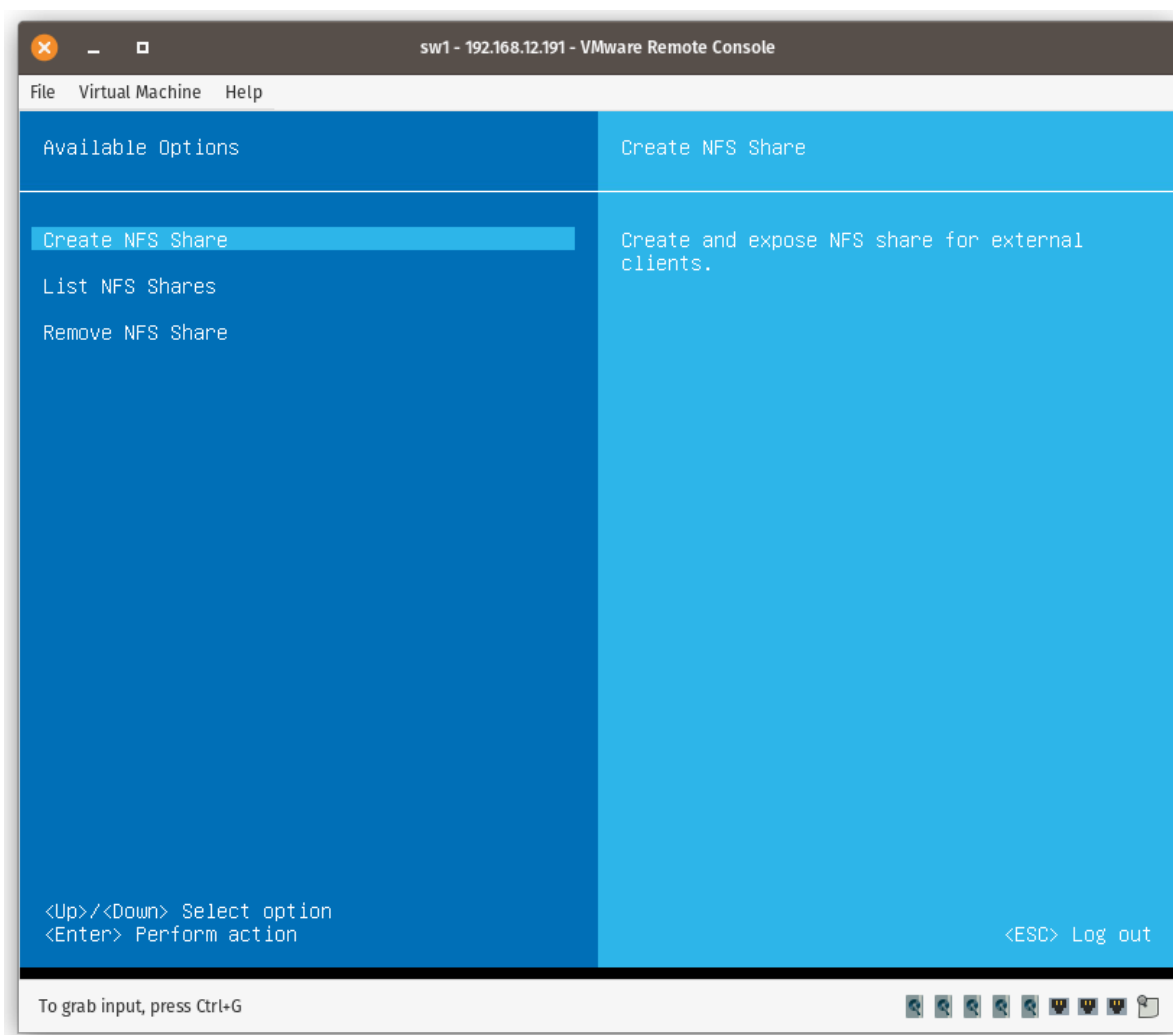 sw1 - 192.168.12.191 - VMware Remote Console
File Virtual Machine Help
Available Options
Create NFS Share
Create NFS Share
List NFS Shares
Remove NFS Share
Create and expose NFS share for external
clients.
<Up>/<Down> Select option
<Enter> Perform action
<ESC> Log out
To grab input, press Ctrl+G